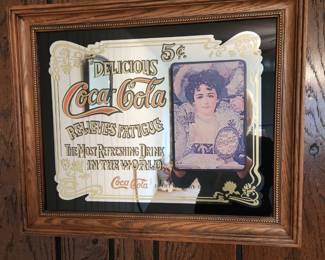 5¢
DELICIOUS
Coca-Cola
RELIEVES FATIGUE
THE MOST REFRESHING DRINK
IN THE WORLD
Coca-Cola